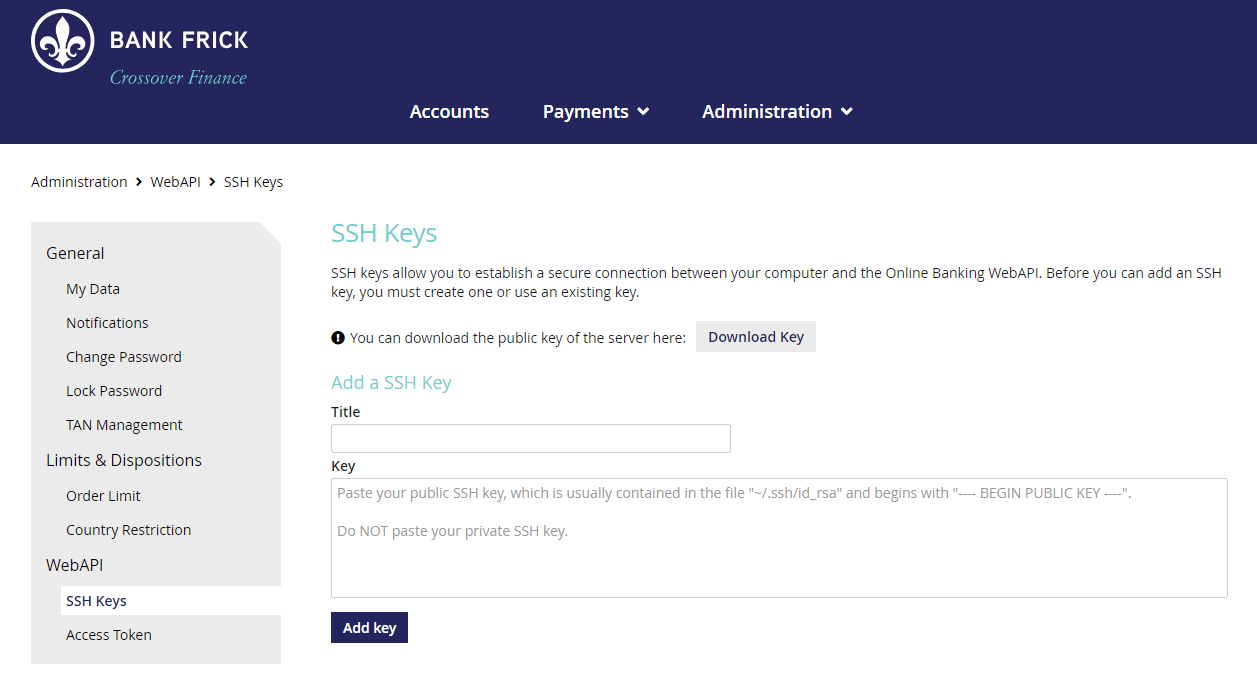 BANK FRICK
Crossover Finance
Accounts
Payments
Administration
Administration
WebAPI
SSH Keys
General
My Data
Notifications
Change Password
Lock Password
TAN Management
Limits & Dispositions
Order Limit
Country Restriction
WebAPI
SSH Keys
Access Token
SSH Keys
SSH keys allow you to establish a secure connection between your computer and the Online Banking WebAPI. Before you can add an SSH
key, you must create one or use an existing key.
You can download the public key of the server here:
Download Key
Add a SSH Key
Title
Key
Paste your public SSH key, which is usually contained in the file "~/.ssh/id_rsa" and begins with "---- BEGIN PUBLIC KEY ----".
Do NOT paste your private SSH key.
Add key